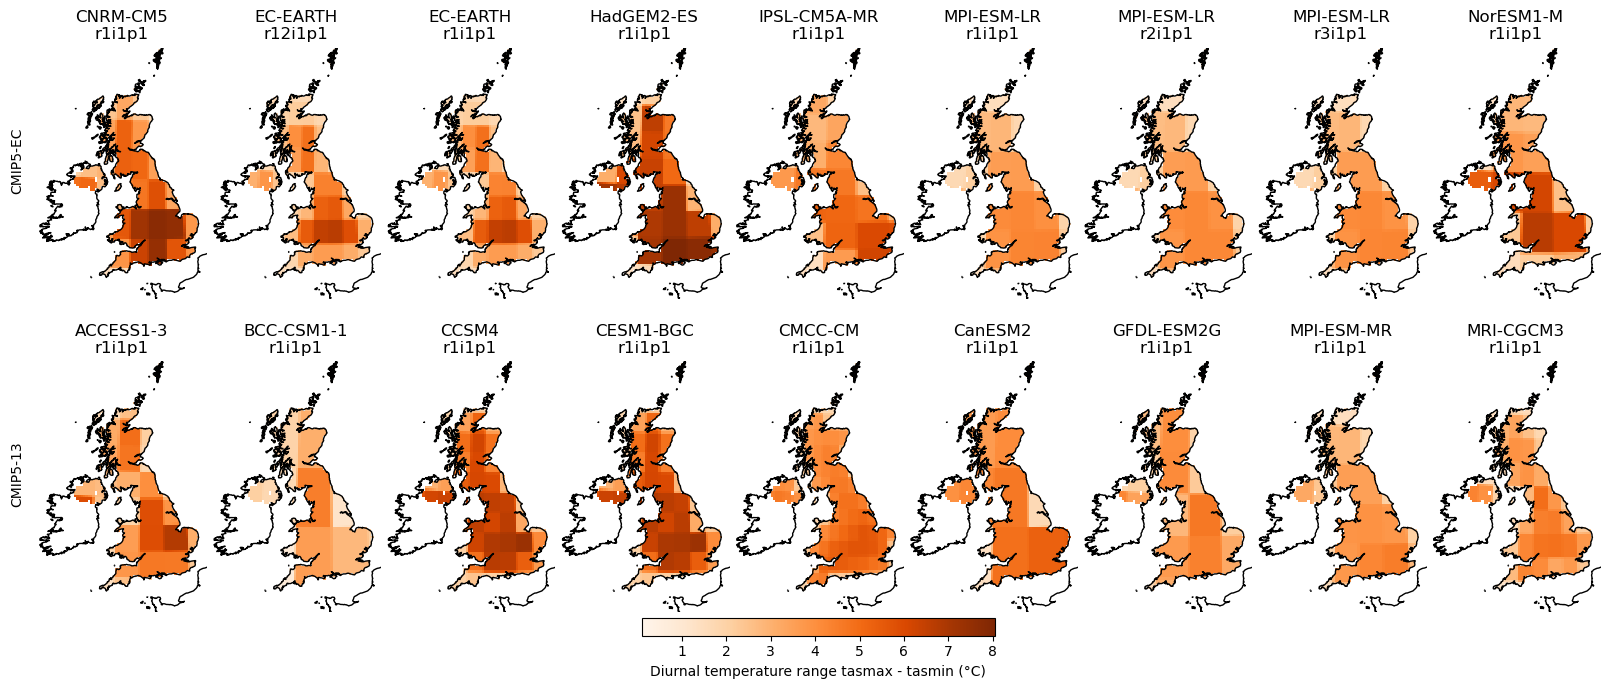 CNRM-CM5
r1i1p1
EC-EARTH
r12i1p1
EC-EARTH
r1i1p1
HadGEM2-ES
r1i1p1
IPSL-CM5A-MR
r1i1p1
MPI-ESM-LR
r1i1p1
MPI-ESM-LR
r2i1p1
MPI-ESM-LR
r3i1p1
NorESM1-M
r1i1p1
CMIP5-EC
ACCESS1-3
r1i1p1
BCC-CSM1-1
r1i1p1
CCSM4
r1i1p1
CESM1-BGC
r1i1p1
CMCC-CM
r1i1p1
CanESM2
r1i1p1
GFDL-ESM2G
r1i1p1
MPI-ESM-MR
r1i1p1
MRI-CGCM3
r1i1p1
CMIP5-13
1 2 3 4 5 6 7 8
Diurnal temperature range tasmax - tasmin (°C)